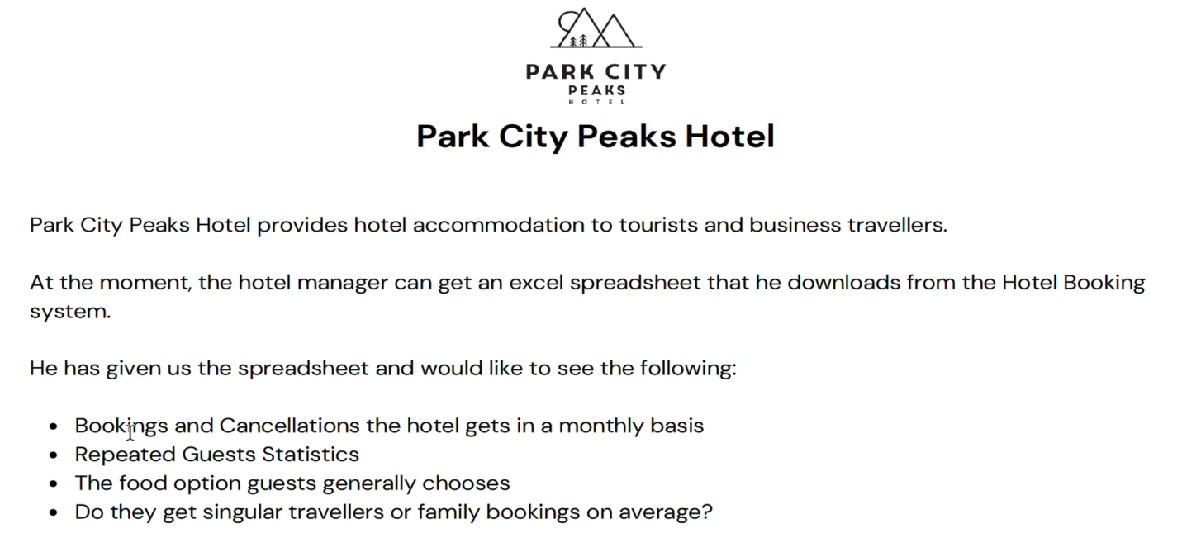 PARK CITY
PEAKS
HOTEL
Park City Peaks Hotel
Park City Peaks Hotel provides hotel accommodation to tourists and business travellers.
At the moment, the hotel manager can get an excel spreadsheet that he downloads from the Hotel Booking
system.
He has given us the spreadsheet and would like to see the following:
• Bookings and Cancellations the hotel gets in a monthly basis
• Repeated Guests Statistics
• The food option guests generally chooses
• Do they get singular travellers or family bookings on average?